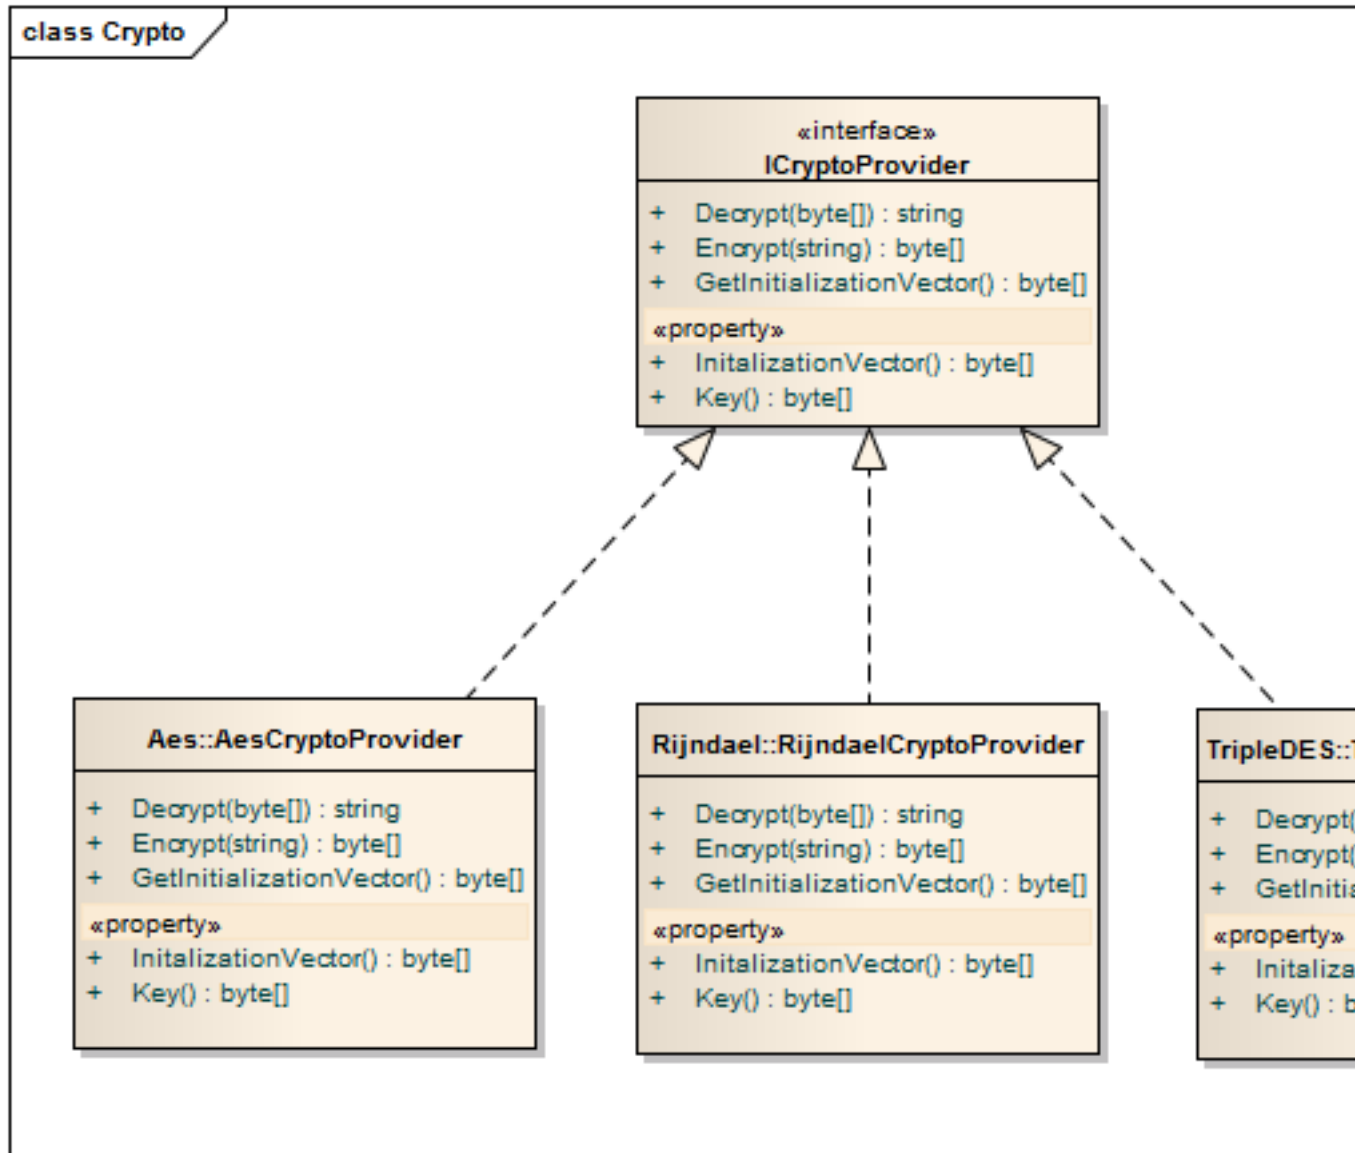 class Crypto
«interface»
ICryptoProvider
+ Decrypt(byte[]) : string
+ Encrypt(string) : byte[]
+ GetInitializationVector() : byte[]
«property»
+ InitalizationVector() : byte[]
+ Key() : byte[]
Aes::AesCryptoProvider
+ Decrypt(byte[]) : string
+ Encrypt(string) : byte[]
+ GetInitializationVector() : byte[]
«property»
+ InitalizationVector() : byte[]
+ Key() : byte[]
Rijndael::RijndaelCryptoProvider
+ Decrypt(byte[]) : string
+ Encrypt(string) : byte[]
+ GetInitializationVector() : byte[]
«property»
+ InitalizationVector() : byte[]
+ Key() : byte[]
TripleDES::
+ Decrypt(
+ Encrypt(
+
«property»
+
+ Key() :